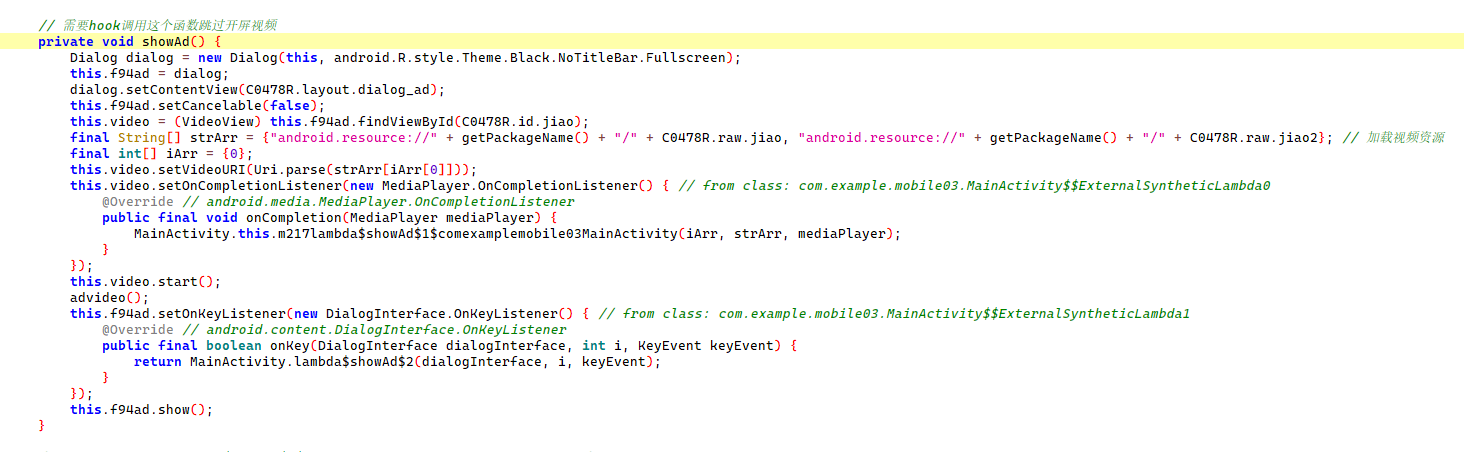 // 需要hook调用这个函数跳过开屏视频
private void showAd() {
Dialog dialog = new Dialog(this, android.R.style.Theme.Black.NoTitleBar.Fullscreen);
this.f94ad = dialog;
dialog.setContentView(C0478R.layout.dialog_ad);
this.f94ad.setCancelable(false);
this.video = (VideoView) this.f94ad.findViewById(C0478R.id.jiao);
final String[] strArr = {"android.resource://" + getPackageName() + "/" + C0478R.raw.jiao, "android.resource://" + getPackageName() + "/" + C0478R.raw.jiao2}; // 加载视频资源
final int[] iArr = {0};
this.video.setVideoURI(Uri.parse(strArr[iArr[0]]));
this.video.setOnCompletionListener(new MediaPlayer.OnCompletionListener() { // from class: com.example.mobile03.MainActivity$$ExternalSyntheticLambda0
@Override // android.media.MediaPlayer.OnCompletionListener
public final void onCompletion(MediaPlayer mediaPlayer) {
MainActivity.this.m217lambda$showAd$1$comexamplemobile03MainActivity(iArr, strArr, mediaPlayer);
}
});
this.video.start();
advideo();
this.f94ad.setOnKeyListener(new DialogInterface.OnKeyListener() { // from class: com.example.mobile03.MainActivity$$ExternalSyntheticLambda1
@Override // android.content.DialogInterface.OnKeyListener
public final boolean onKey(DialogInterface dialogInterface, int i, KeyEvent keyEvent) {
return MainActivity.lambda$showAd$2(dialogInterface, i, keyEvent);
}
});
this.f94ad.show();
}